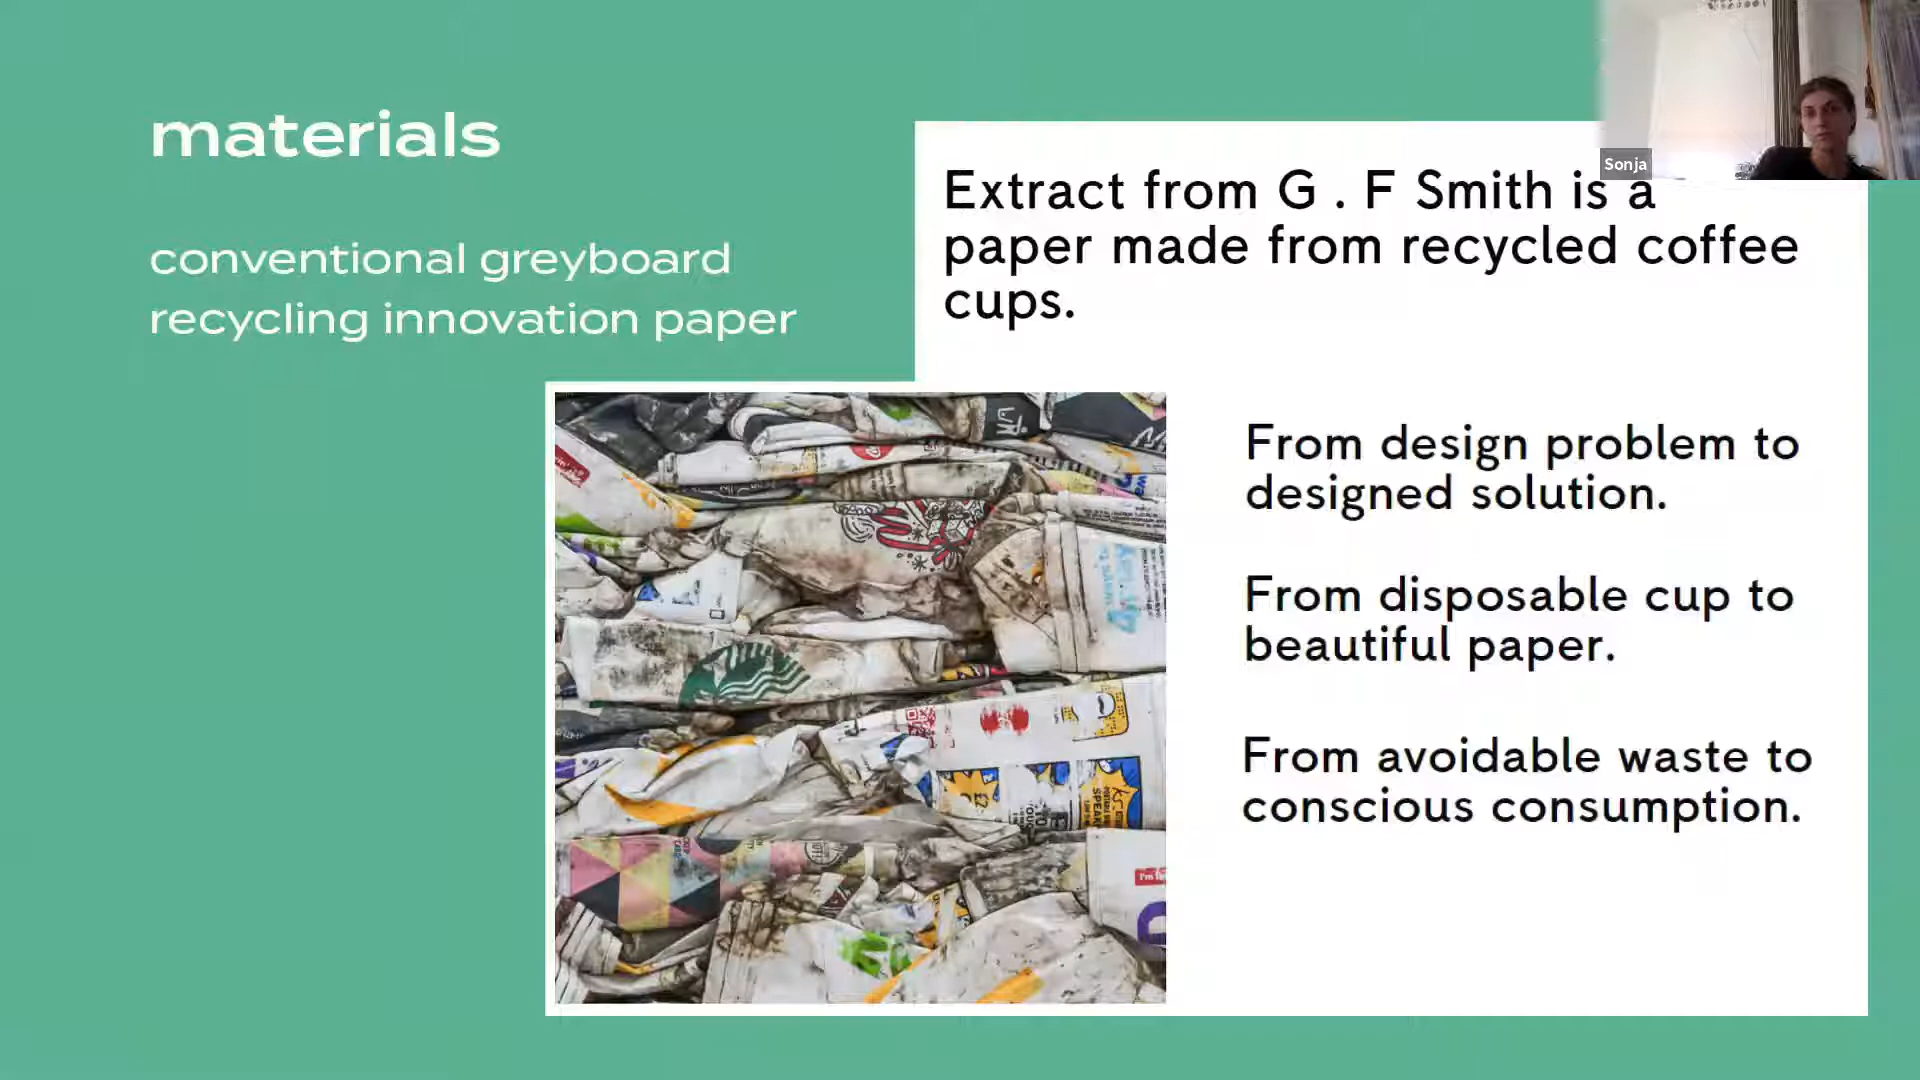 materials
conventional greyboard
recycling innovation paper
Sonja
Extract from G . F Smith is a
paper made from recycled coffee
cups.
From design problem to
designed solution.
From disposable cup to
beautiful paper.
From avoidable waste to
conscious consumption.